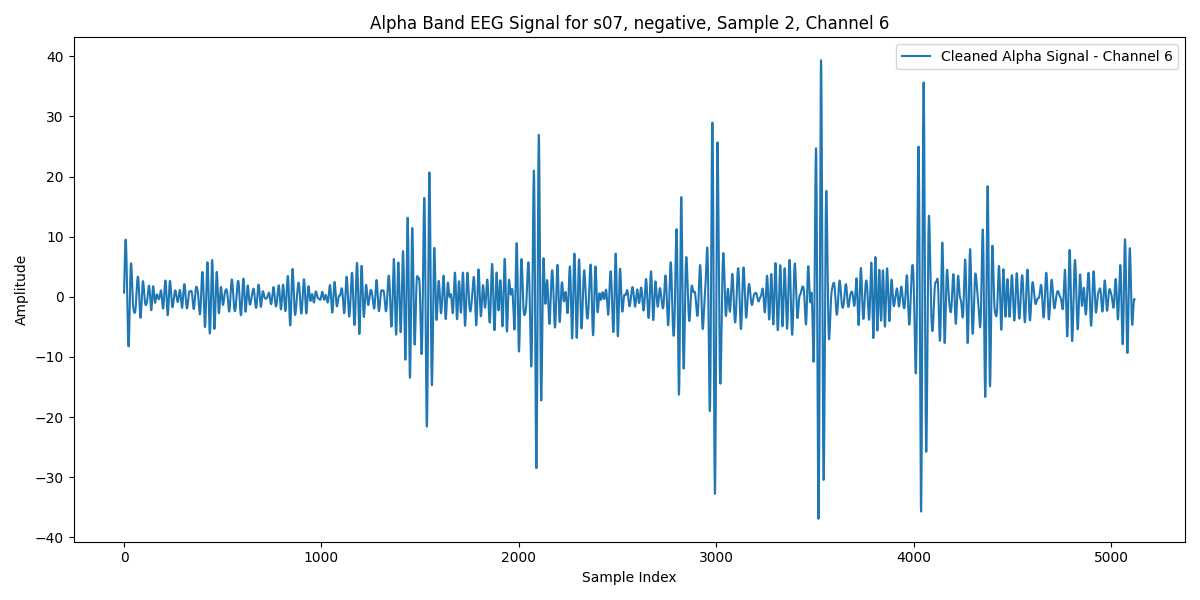 Alpha Band EEG Signal for s07, negative, Sample 2, Channel 6
Cleaned Alpha Signal - Channel 6
Amplitude
40
30
20
10
0
−10
−20
−30
−40
0 1000 2000 3000 4000 5000
Sample Index